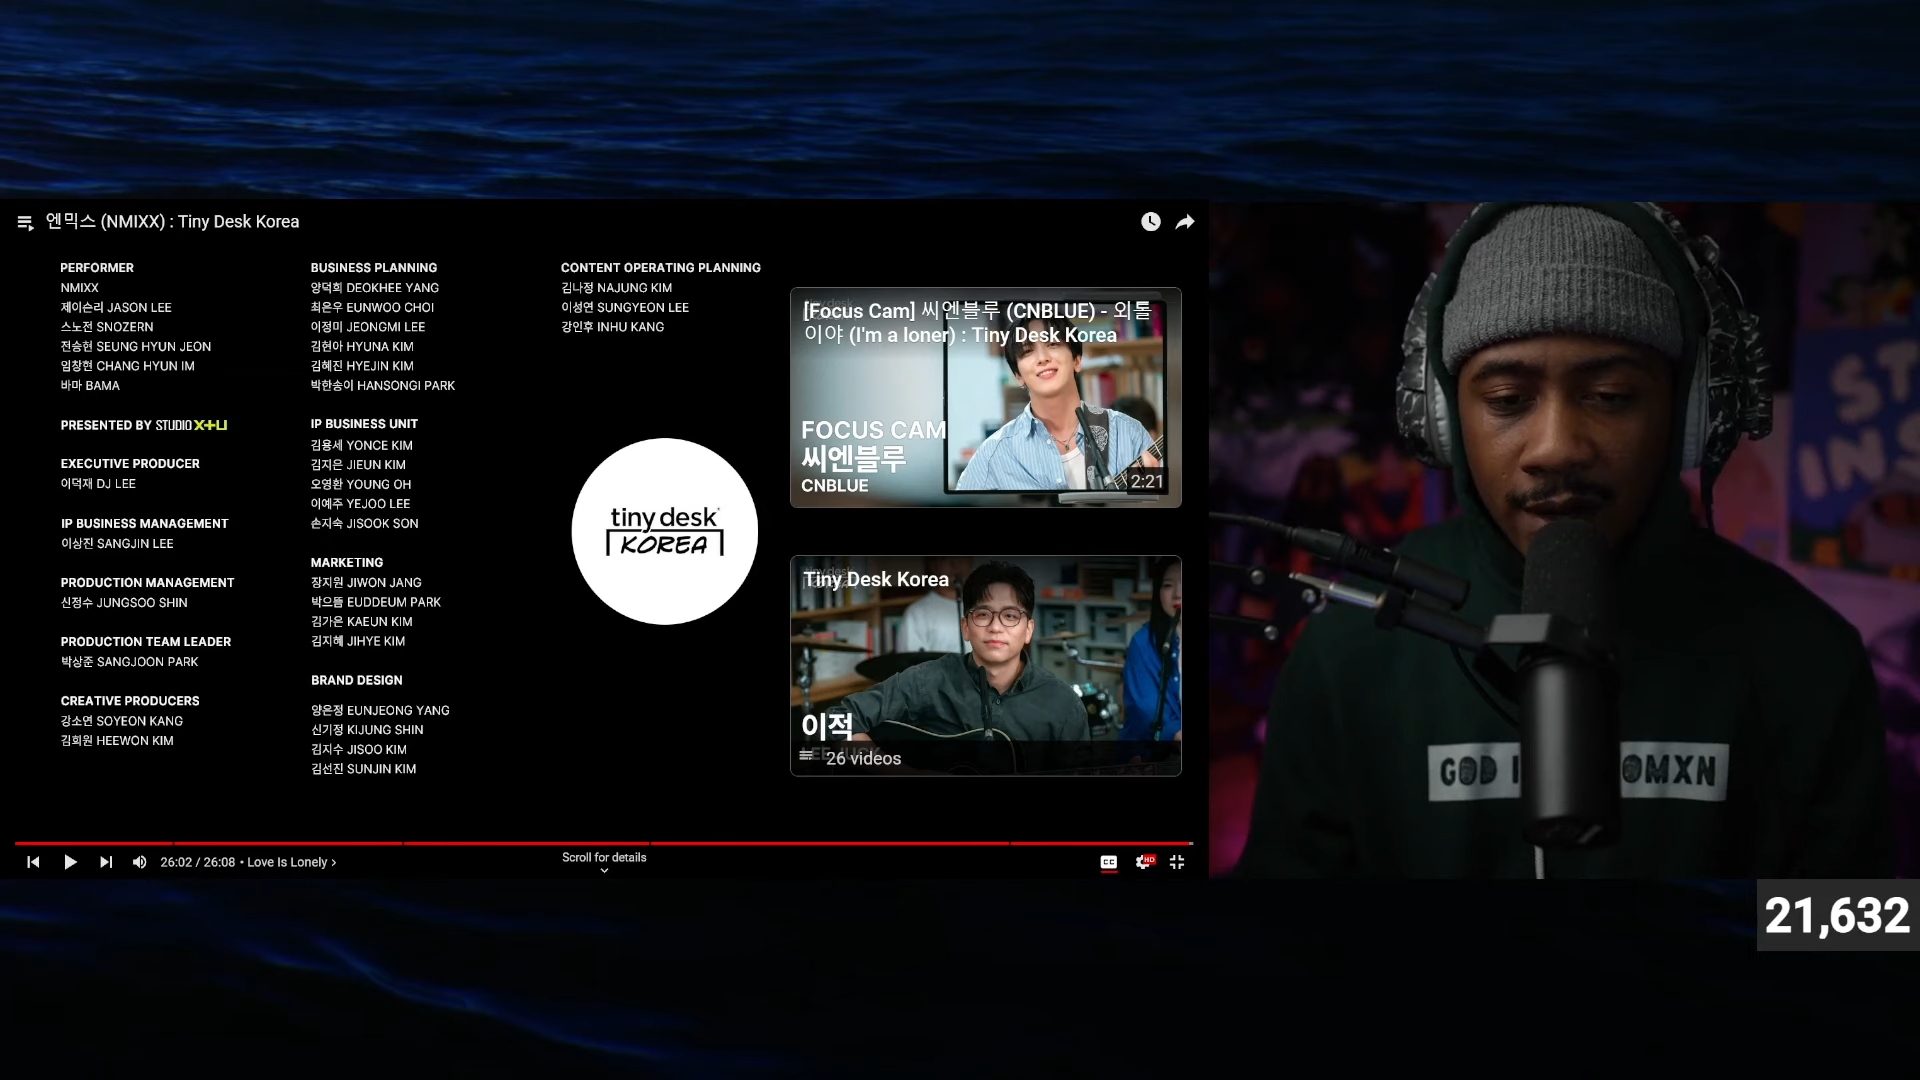 엔믹스 (NMIXX) : Tiny Desk Korea
PERFORMER
NMIXX
제이슨리 JASON LEE
스노전 SNOZERN
전승현 SEUNG HYUN JEON
임창현 CHANG HYUN IM
바마 BAMA
PRESENTED BY STUDIO X+U
EXECUTIVE PRODUCER
이덕재 DJ LEE
IP BUSINESS MANAGEMENT
이상진 SANGJIN LEE
PRODUCTION MANAGEMENT
신정수 JUNGSOO SHIN
PRODUCTION TEAM LEADER
박상준 SANGJOON PARK
CREATIVE PRODUCERS
강소연 SOYEON KANG
김희원 HEEWON KIM
BUSINESS PLANNING
양덕희 DEOKHEE YANG
최은우 EUNWOO CHOI
이정미 JEONGMI LEE
김현아 HYUNA KIM
김혜진 HYEJIN KIM
박한송이 HANSONGI PARK
IP BUSINESS UNIT
김용세 YONCE KIM
김지은 JIEUN KIM
오영환 YOUNG OH
이예주 YEJOO LEE
손지숙 JISOOK SON
MARKETING
장지원 JIWON JANG
박으뜸 EUDDEUM PARK
김가은 KAEUN KIM
김지혜 JIHYE KIM
BRAND DESIGN
양은정 EUNJEONG YANG
신기정 KIJUNG SHIN
김지수 JISOO KIM
김선진 SUNJIN KIM
CONTENT OPERATING PLANNING
김나정 NAJUNG KIM
이성연 SUNGYEON LEE
강인후 INHU KANG
tiny desk
KOREA
[Focus Cam] 씨엔블루 (CNBLUE) - 외톨
이야 (I'm a loner) : Tiny Desk Korea
FOCUS CAM
씨엔블루
CNBLUE
2:21
Tiny Desk Korea
이적
LEE JUCK
26 videos
26:02 / 26:08 • Love Is Lonely ›
Scroll for details
CC
HD
GOD I
OMXN
21,632